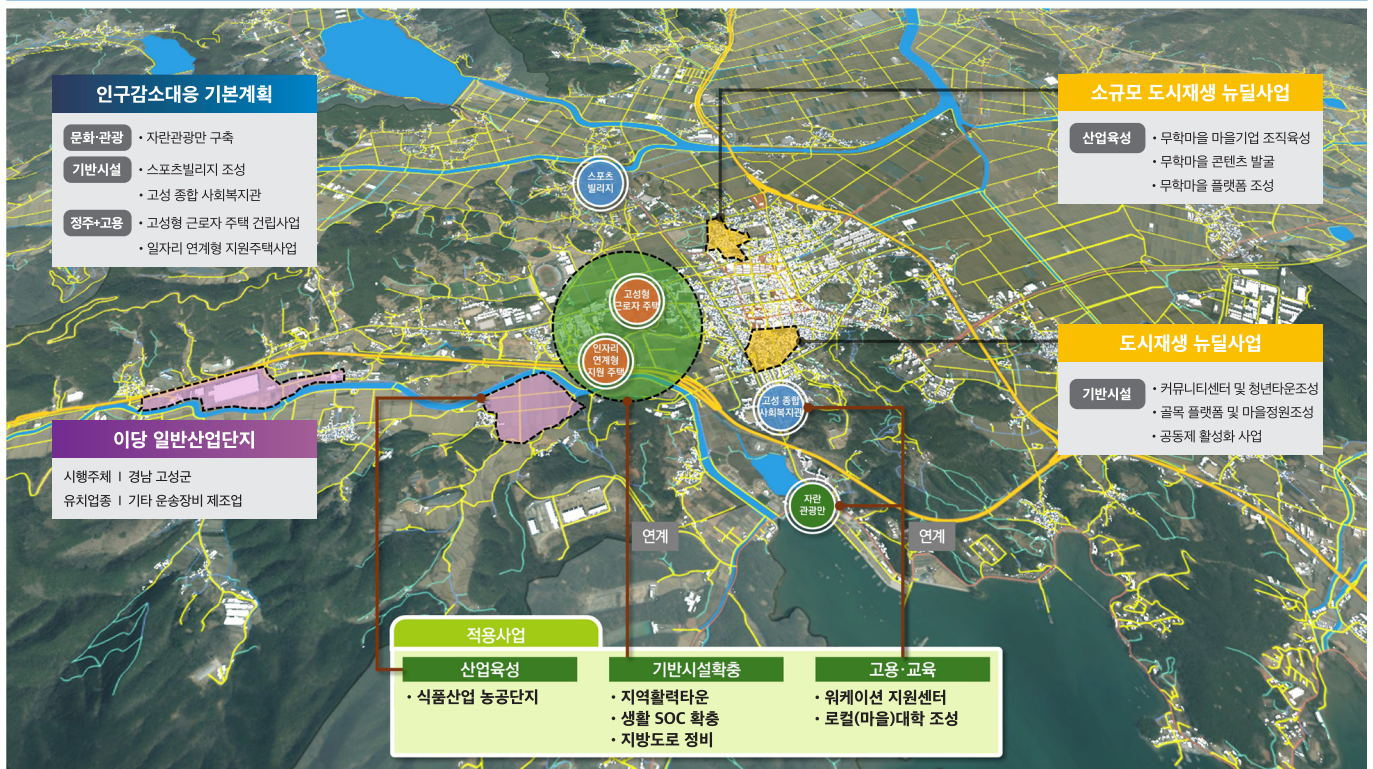 인구감소대응 기본계획
문화·관광 • 자란관광만 구축
기반시설 • 스포츠빌리지 조성
• 고성 종합 사회복지관
정주+고용 • 고성형 근로자 주택 건립사업
• 일자리 연계형 지원주택사업
소규모 도시재생 뉴딜사업
산업육성 • 무학마을 마을기업 조직육성
• 무학마을 콘텐츠 발굴
• 무학마을 플랫폼 조성
스포츠
빌리지
고성형
근로자 주택
인자리
연계형
지원 주택
도시재생 뉴딜사업
기반시설 • 커뮤니티센터 및 청년타운조성
• 골목 플랫폼 및 마을정원조성
• 공동제 활성화 사업
고성 종합
사회복지관
이당 일반산업단지
시행주체 ㅣ 경남 고성군
유치업종 ㅣ 기타 운송장비 제조업
자란
관광만
연계
연계
적용사업
산업육성
• 식품산업 농공단지
기반시설확충
• 지역활력타운
• 생활 SOC 확충
• 지방도로 정비
고용·교육
• 워케이션 지원센터
• 로컬(마을)대학 조성